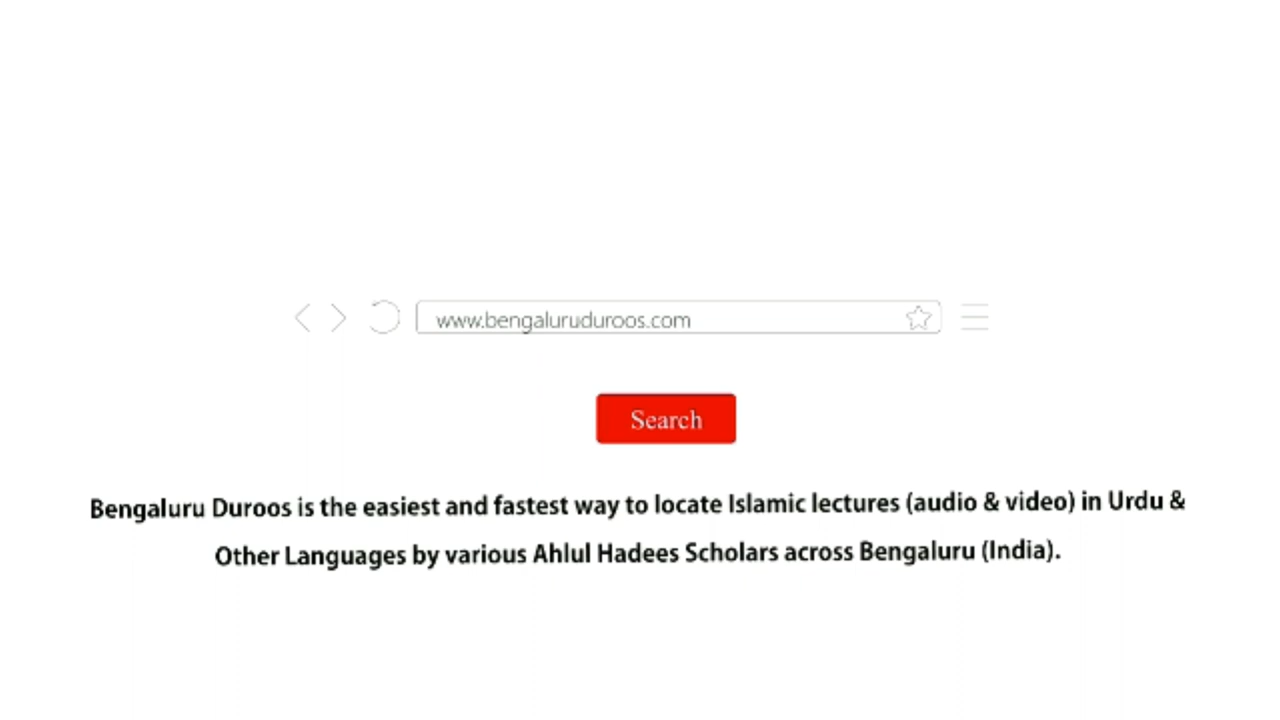 www.bengaluruduroos.com
Search
Bengaluru Duroos is the easiest and fastest way to locate Islamic lectures (audio & video) in Urdu &
Other Languages by various Ahlul Hadees Scholars across Bengaluru (India).